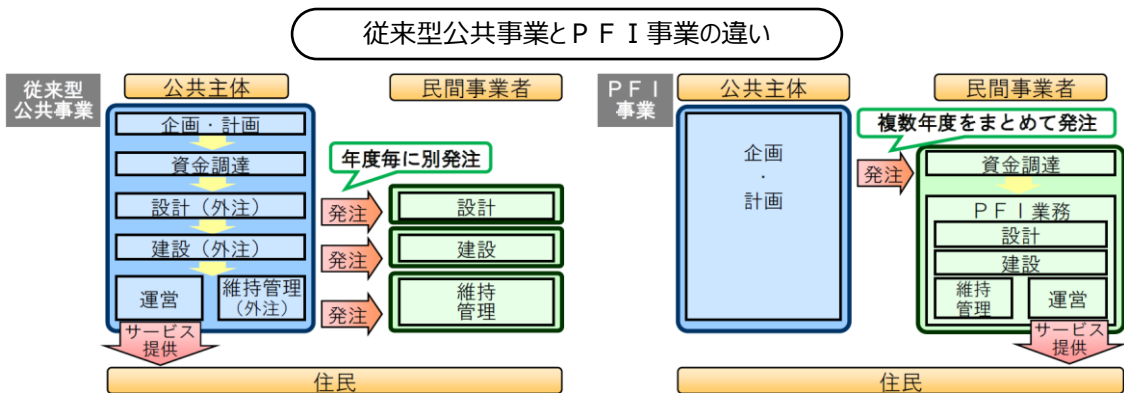 従来型公共事業とＰＦＩ事業の違い
従来型
公共事業
公共主体
民間事業者
企画・計画
資金調達
設計（外注）
建設（外注）
運営
維持管理
（外注）
年度毎に別発注
発注
発注
発注
設計
建設
維持
管理
サービス
提供
住民
ＰＦＩ
事業
公共主体
民間事業者
企画
・
計画
複数年度をまとめて発注
発注
資金調達
ＰＦＩ業務
設計
建設
維持
管理
運営
サービス
提供
住民